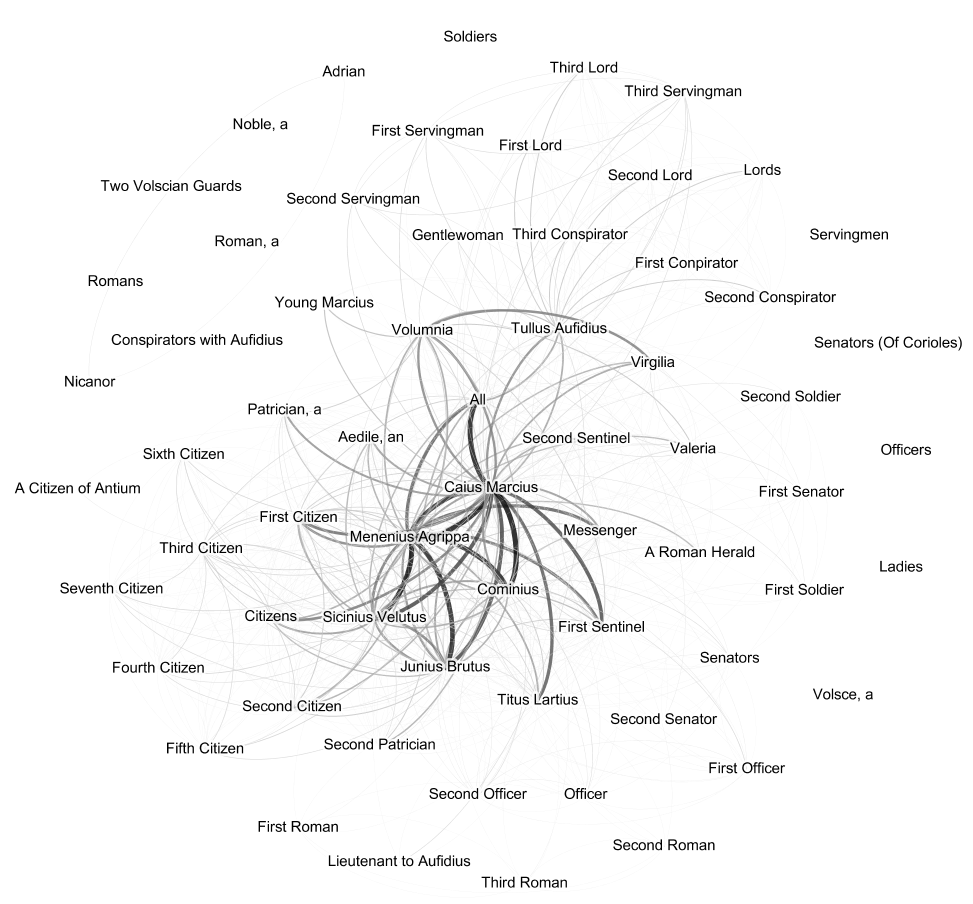 Soldiers
Third Lord
Adrian
Third Servingman
Noble, a
First Servingman
First Lord
Lords
Second Lord
Two Volscian Guards
Second Servingman
Gentlewoman
Third Conspirator
Servingmen
Roman, a
First Conpirator
Romans
Second Conspirator
Young Marcius
Volumnia
Tullus Aufidius
Conspirators with Aufidius
Senators (Of Corioles)
Virgilia
Nicanor
Second Soldier
All
Patrician, a
Aedile, an
Second Sentinel
Valeria
Officers
Sixth Citizen
A Citizen of Antium
Caius Marcius
First Senator
First Citizen
Messenger
Menenius Agrippa
Third Citizen
A Roman Herald
Ladies
Seventh Citizen
Cominius
First Soldier
Citizens
Sicinius Velutus
First Sentinel
Senators
Fourth Citizen
Junius Brutus
Volsce, a
Titus Lartius
Second Citizen
Second Senator
Fifth Citizen
Second Patrician
First Officer
Second Officer
Officer
First Roman
Second Roman
Lieutenant to Aufidius
Third Roman